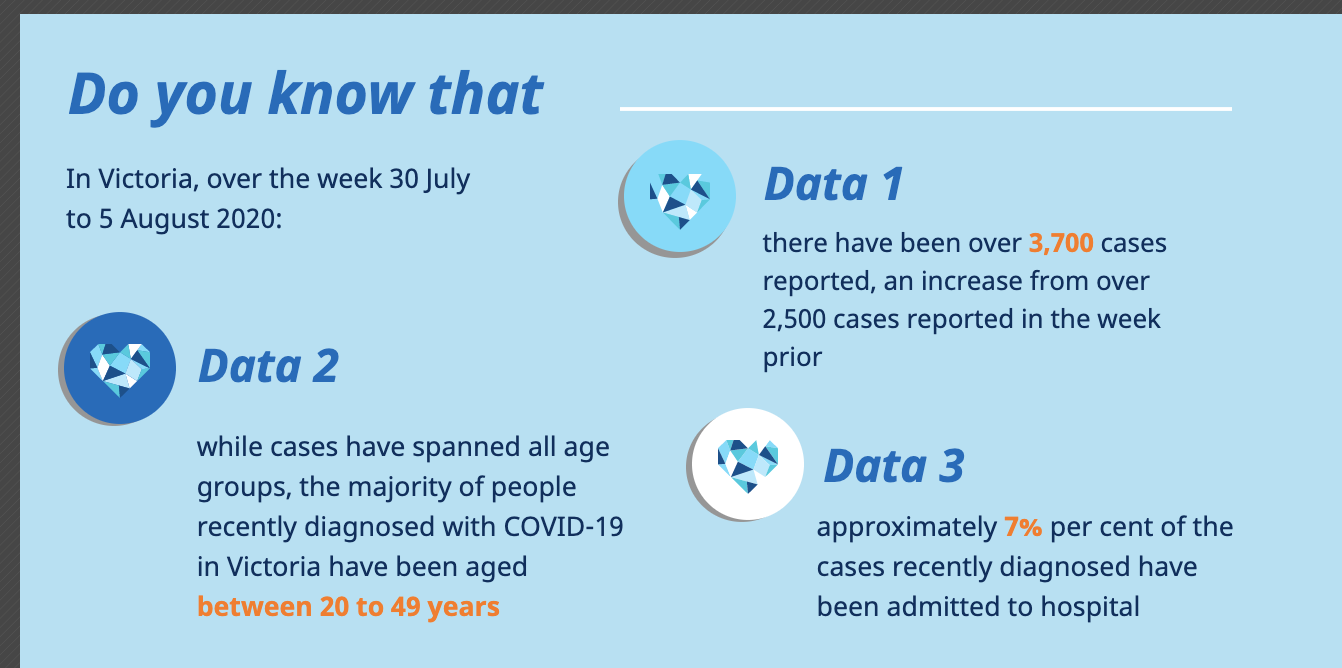 Do you know that
In Victoria, over the week 30 July
to 5 August 2020:
Data 1
there have been over 3,700 cases
reported, an increase from over
2,500 cases reported in the week
prior
Data 2
while cases have spanned all age
groups, the majority of people
recently diagnosed with COVID-19
in Victoria have been aged
between 20 to 49 years
Data 3
approximately 7% per cent of the
cases recently diagnosed have
been admitted to hospital